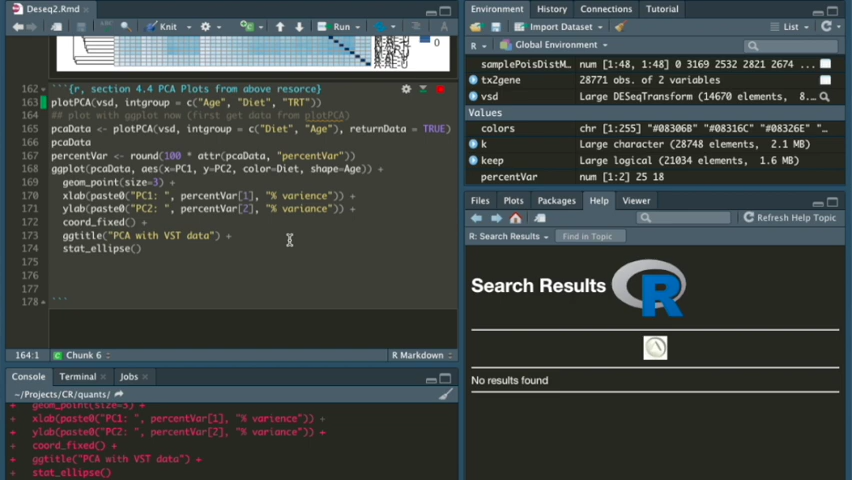 Deseq2.Rmd
Knit
Run
0
162 ```{r, section 4.4 PCA Plots from above resorce}
163 plotPCA(vsd, intgroup = c("Age", "Diet", "TRT"))
164 ## plot with ggplot now (first get data from plotPCA)
165 pcaData <- plotPCA(vsd, intgroup = c("Diet", "Age"), returnData = TRUE)
166 pcaData
167 percentVar <- round(100 * attr(pcaData, "percentVar"))
168 ggplot(pcaData, aes(x=PC1, y=PC2, color=Diet, shape=Age)) +
169 geom_point(size=3) +
170 xlab(paste0("PC1: ", percentVar[1], "% varience")) +
171 ylab(paste0("PC2: ", percentVar[2], "% variance")) +
172 coord_fixed() +
173 ggtitle("PCA with VST data") +
174 stat_ellipse()
175
176
177
178 ```
164:1 Chunk 6 R Markdown
Console Terminal Jobs
~/Projects/CR/quants/
+ geom_point(size=3) +
+ xlab(paste0("PC1: ", percentVar[1], "% varience")) +
+ ylab(paste0("PC2: ", percentVar[2], "% variance")) +
+ coord_fixed() +
+ ggtitle("PCA with VST data") +
+ stat_ellipse()
Environment History Connections Tutorial
Import Dataset List
R Global Environment
samplePoisDistM… num [1:48, 1:48] 0 3169 2532 2821 2674 …
tx2gene 28771 obs. of 2 variables
vsd Large DESeqTransform (14670 elements, 8...
Values
colors chr [1:255] "#08306B" "#08316C" "#08326E" "…
k Large character (28748 elements, 2.1 MB)
keep Large logical (21034 elements, 1.6 MB)
percentVar num [1:2] 25 18
Files Plots Packages Help Viewer
Refresh Help Topic
R: Search Results Find in Topic
Search Results R
No results found